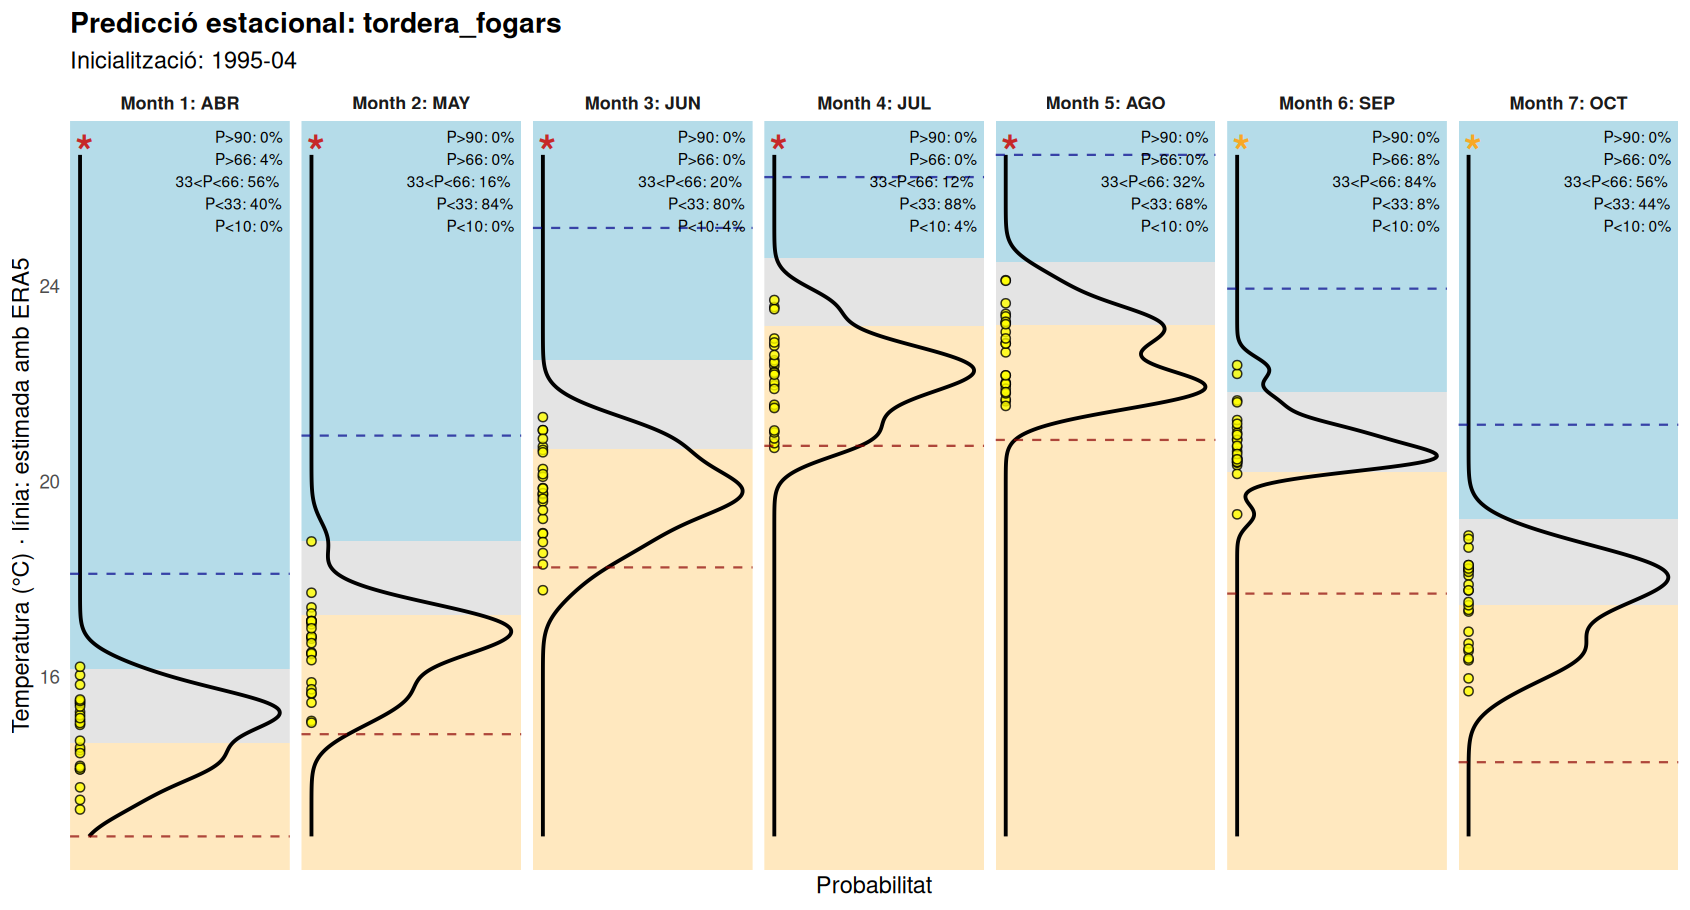 Predicció estacional: tordera_fogars
Inicialització: 1995-04
Month 1: ABR
Month 2: MAY
Month 3: JUN
Month 4: JUL
Month 5: AGO
Month 6: SEP
Month 7: OCT
*
P>90: 0%
P>66: 4%
33<P<66: 56%
P<33: 40%
P<10: 0%
*
P>90: 0%
P>66: 0%
33<P<66: 16%
P<33: 84%
P<10: 0%
*
P>90: 0%
P>66: 0%
33<P<66: 20%
P<33: 80%
P<10: 4%
*
P>90: 0%
P>66: 0%
33<P<66: 12%
P<33: 88%
P<10: 4%
*
P>90: 0%
P>66: 0%
33<P<66: 32%
P<33: 68%
P<10: 0%
*
P>90: 0%
P>66: 8%
33<P<66: 84%
P<33: 8%
P<10: 0%
*
P>90: 0%
P>66: 0%
33<P<66: 56%
P<33: 44%
P<10: 0%
Temperatura (°C) · línia: estimada amb ERA5
24
20
16
Probabilitat